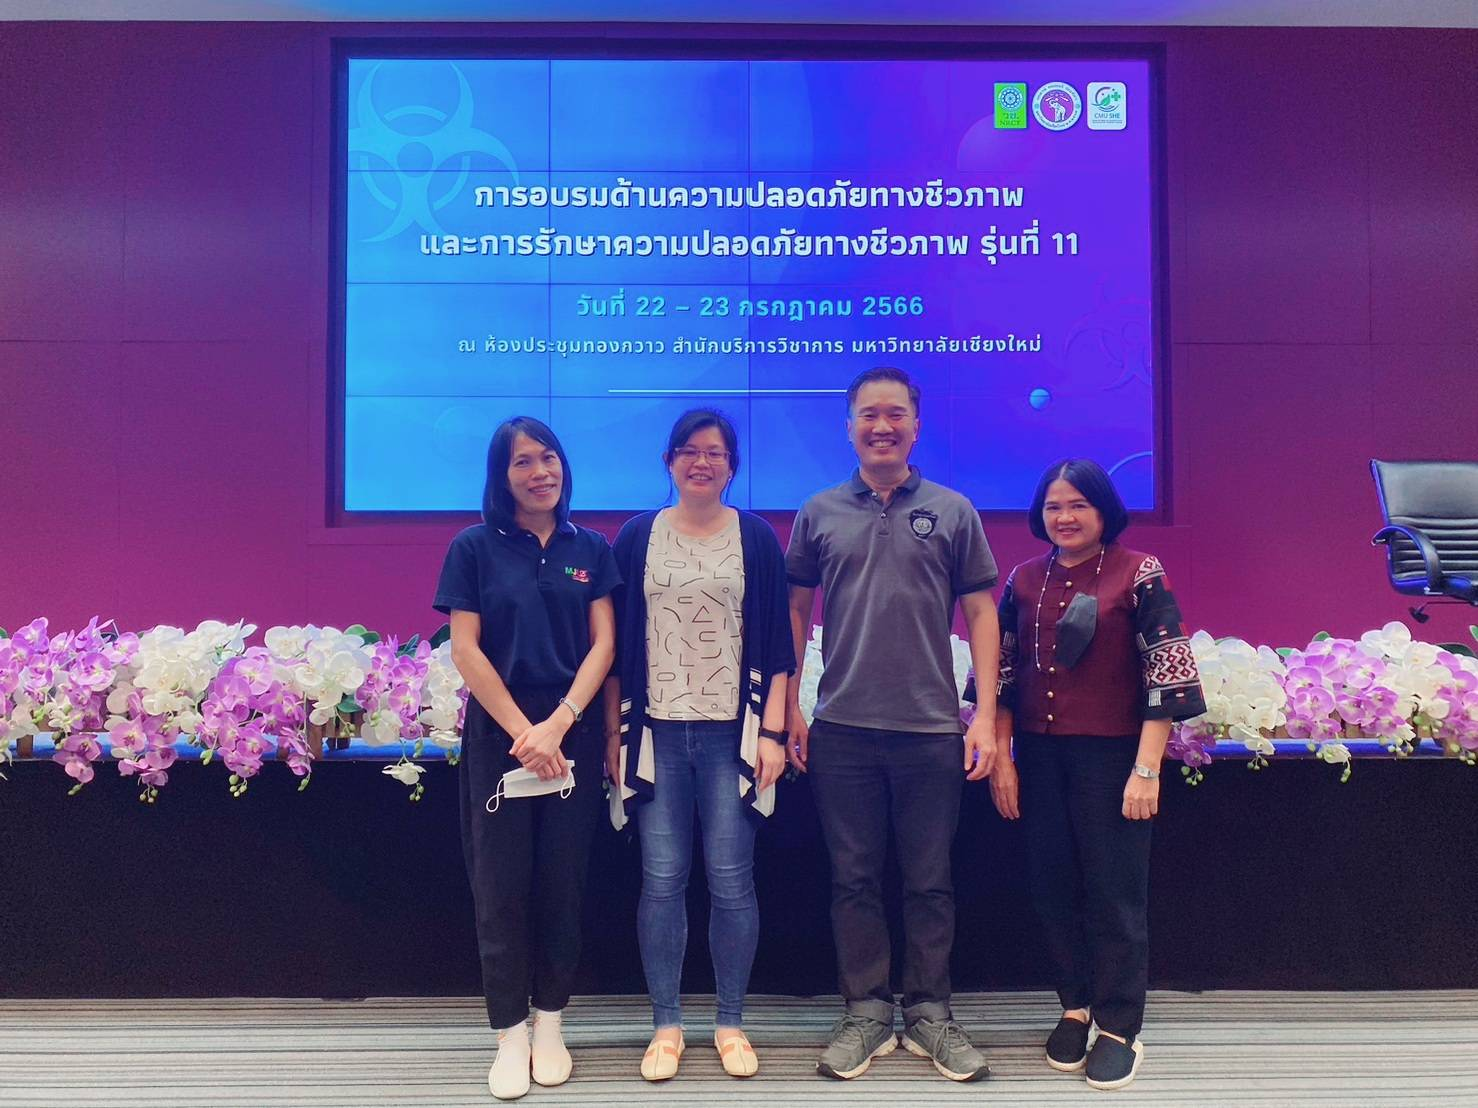 วช.
NRCT
CMU SHE
การอบรมด้านความปลอดภัยทางชีวภาพ
และการรักษาความปลอดภัยทางชีวภาพ รุ่นที่ 11
วันที่ 22 – 23 กรกฎาคม 2566
ณ ห้องประชุมทองกวาว สำนักบริการวิชาการ มหาวิทยาลัยเชียงใหม่